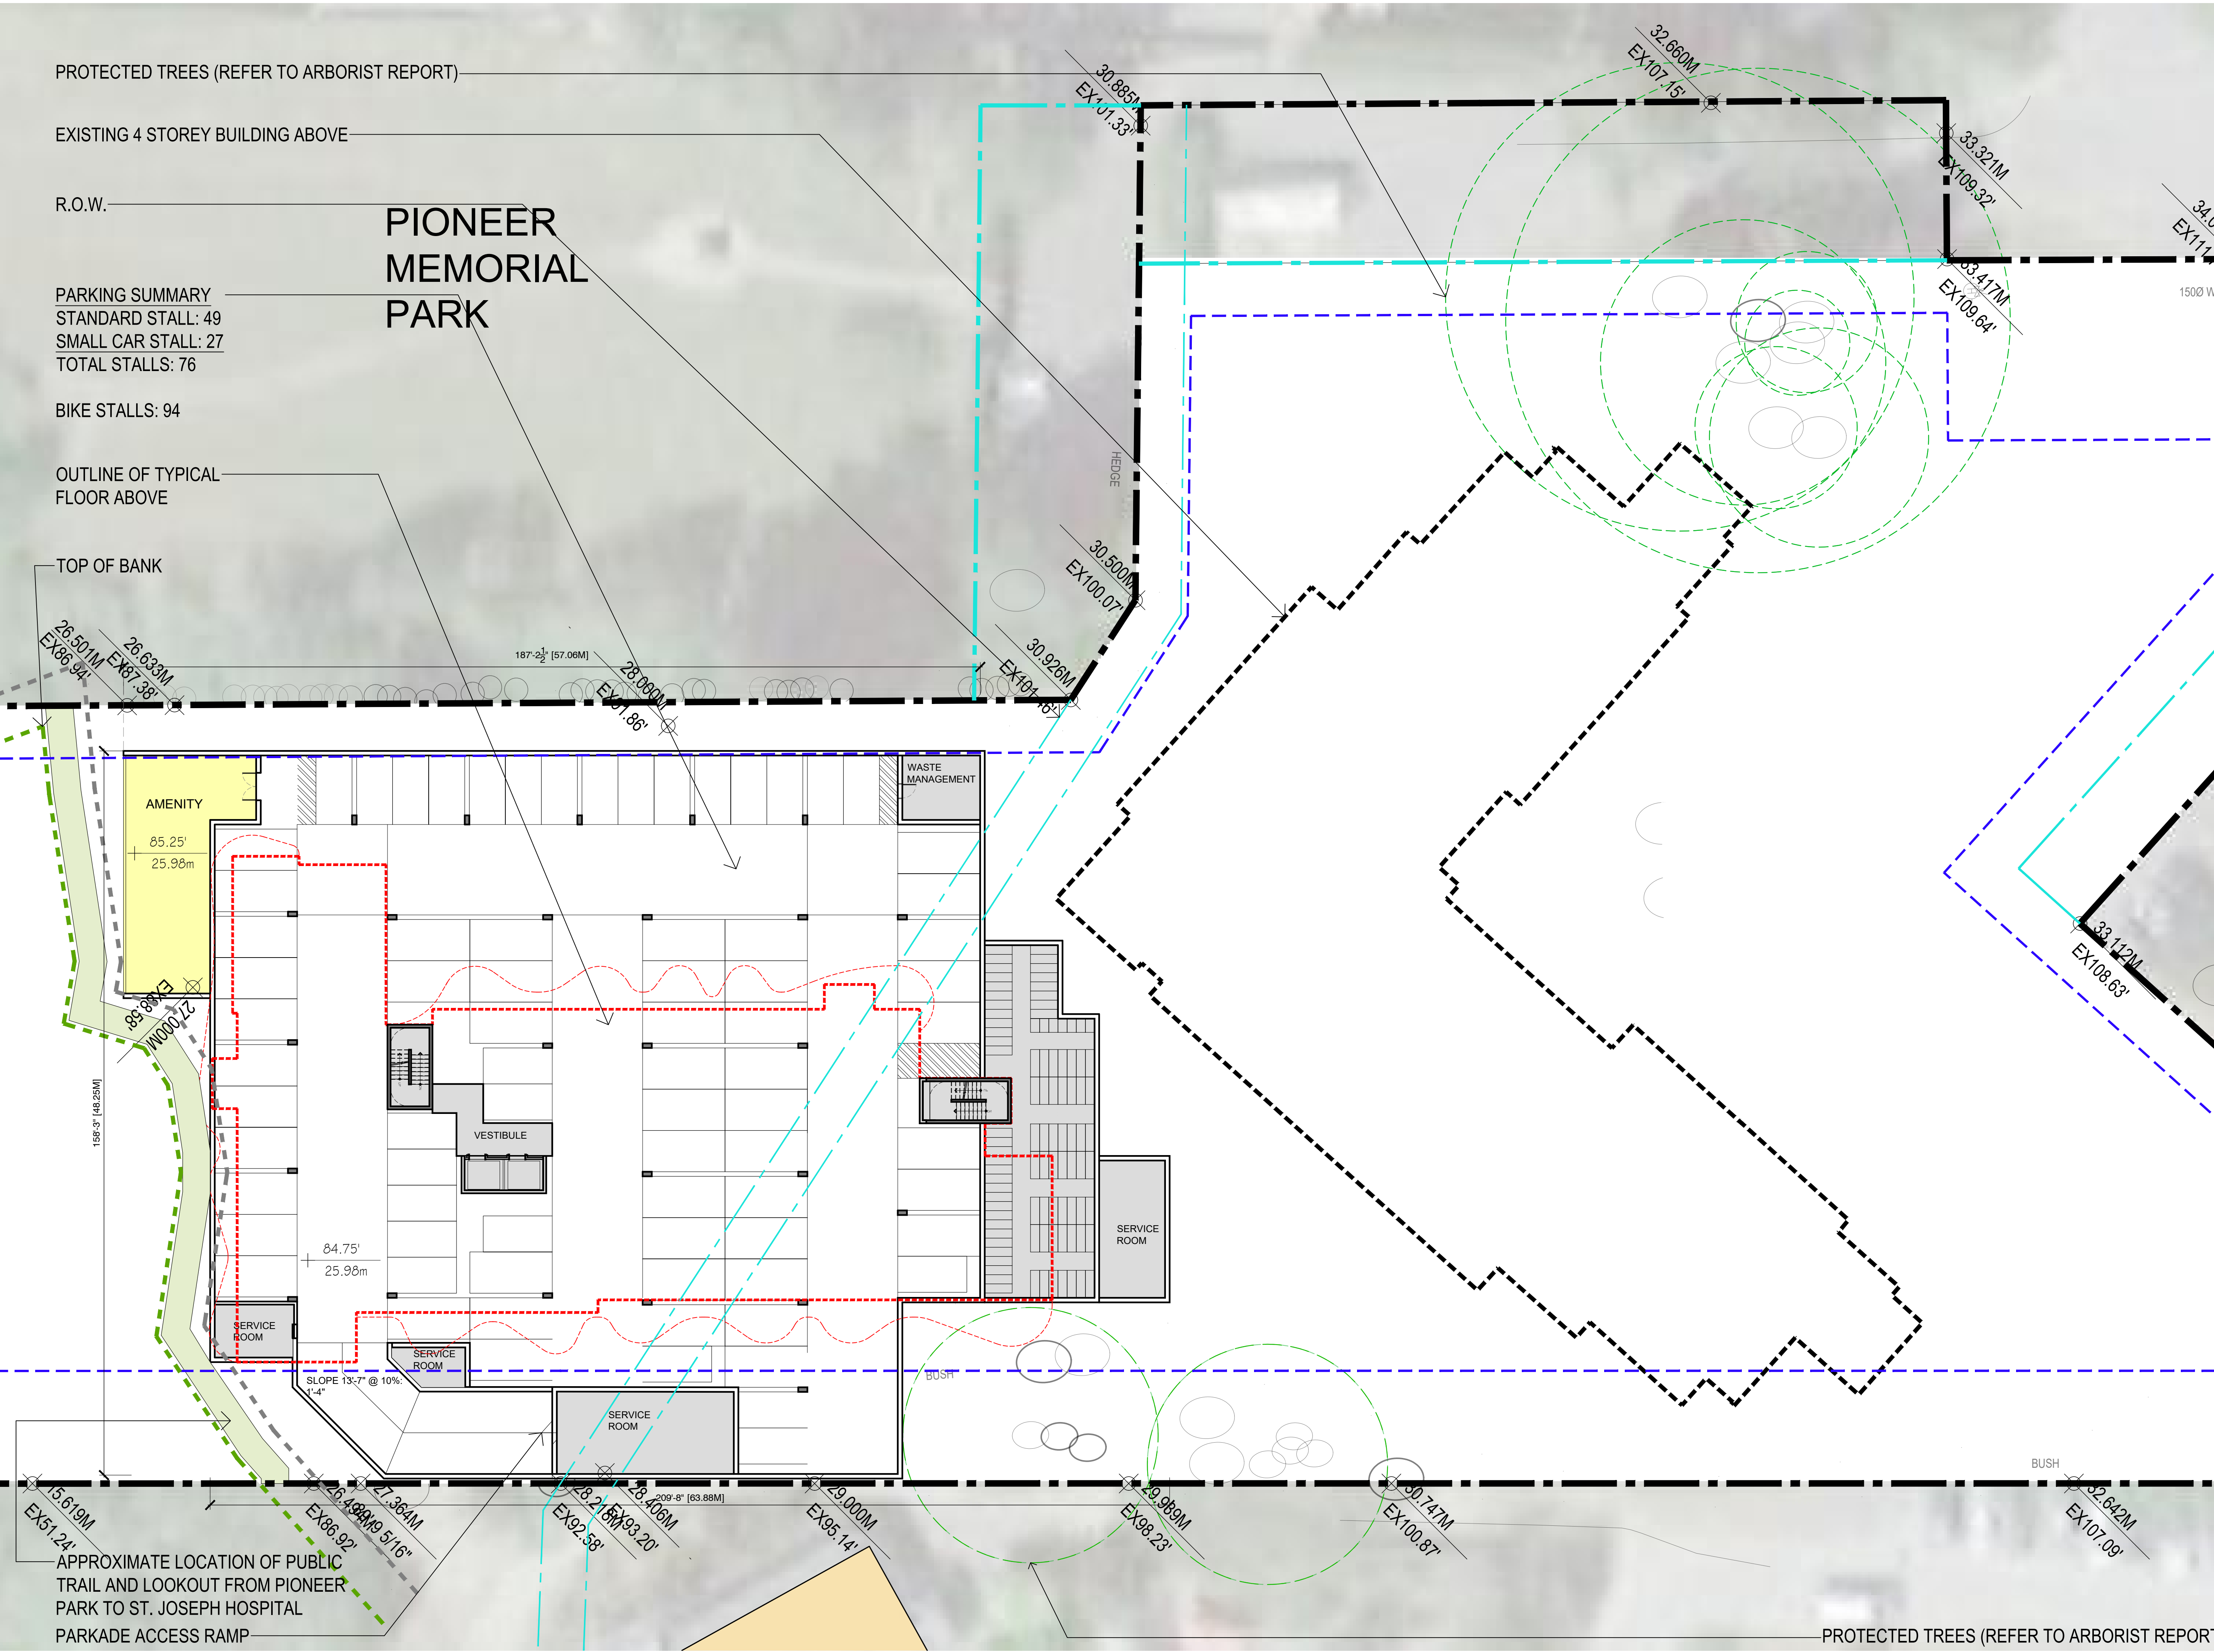 PROTECTED TREES (REFER TO ARBORIST REPORT)
EXISTING 4 STOREY BUILDING ABOVE
R.O.W.
PIONEER
MEMORIAL
PARK
PARKING SUMMARY
STANDARD STALL: 49
SMALL CAR STALL: 27
TOTAL STALLS: 76
BIKE STALLS: 94
OUTLINE OF TYPICAL
FLOOR ABOVE
TOP OF BANK
30.885M
EX101.33'
32.660M
EX107.15'
33.321M
EX109.32'
33.417M
EX109.64'
150Ø W
HEDGE
30.500M
EX100.07'
30.926M
26.501M
EX86.94'
26.633M
EX87.38'
187'-2½" [57.06M]
28.000M
EX91.86'
WASTE
MANAGEMENT
AMENITY
85.25'
25.98m
27.000M
EX88.58'
158'-3" [48.25M]
VESTIBULE
84.75'
25.98m
SERVICE
ROOM
SERVICE
ROOM
SERVICE
ROOM
SERVICE
ROOM
SLOPE 13'-7" @ 10%:
1'-4"
33.112M
EX108.63'
BUSH
BUSH
15.619M
EX51.24'
EX86.92'
27.364M
28.218M
EX92.58'
28.406M
EX93.20'
209'-8" [63.88M]
29.000M
EX95.14'
29.989M
EX98.23'
30.747M
EX100.87'
32.642M
EX107.09'
APPROXIMATE LOCATION OF PUBLIC
TRAIL AND LOOKOUT FROM PIONEER
PARK TO ST. JOSEPH HOSPITAL
PARKADE ACCESS RAMP
PROTECTED TREES (REFER TO ARBORIST REPORT